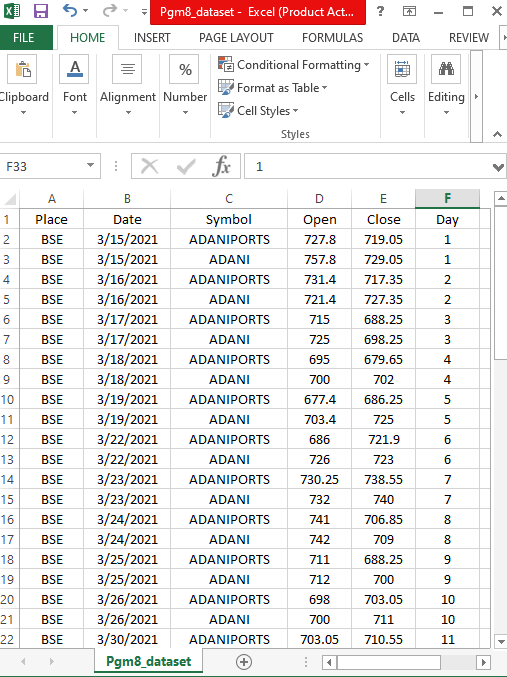 Pgm8_dataset - Excel (Product Act...
FILE HOME INSERT PAGE LAYOUT FORMULAS DATA REVIEW
Clipboard Font Alignment Number Conditional Formatting Format as Table Cell Styles Cells Editing
Styles
F33 fx 1
A B C D E F
1 Place Date Symbol Open Close Day
2 BSE 3/15/2021 ADANIPORTS 727.8 719.05 1
3 BSE 3/15/2021 ADANI 757.8 729.05 1
4 BSE 3/16/2021 ADANIPORTS 731.4 717.35 2
5 BSE 3/16/2021 ADANI 721.4 727.35 2
6 BSE 3/17/2021 ADANIPORTS 715 688.25 3
7 BSE 3/17/2021 ADANI 725 698.25 3
8 BSE 3/18/2021 ADANIPORTS 695 679.65 4
9 BSE 3/18/2021 ADANI 700 702 4
10 BSE 3/19/2021 ADANIPORTS 677.4 686.25 5
11 BSE 3/19/2021 ADANI 703.4 725 5
12 BSE 3/22/2021 ADANIPORTS 686 721.9 6
13 BSE 3/22/2021 ADANI 726 723 6
14 BSE 3/23/2021 ADANIPORTS 730.25 738.55 7
15 BSE 3/23/2021 ADANI 732 740 7
16 BSE 3/24/2021 ADANIPORTS 741 706.85 8
17 BSE 3/24/2021 ADANI 742 709 8
18 BSE 3/25/2021 ADANIPORTS 711 688.25 9
19 BSE 3/25/2021 ADANI 712 700 9
20 BSE 3/26/2021 ADANIPORTS 698 703.05 10
21 BSE 3/26/2021 ADANI 700 711 10
22 BSE 3/30/2021 ADANIPORTS 703.05 710.55 11
Pgm8_dataset